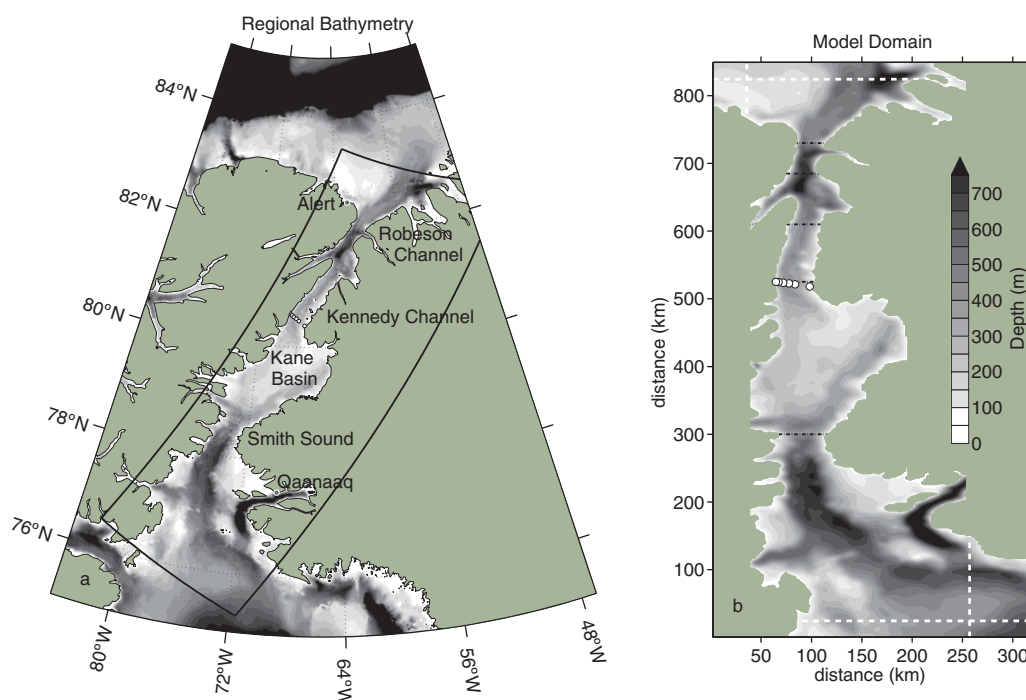 Regional Bathymetry
84°N
82°N
80°N
78°N
76°N
Alert
Robeson
Channel
Kennedy Channel
Kane
Basin
Smith Sound
Qaanaaq
a
80°W
72°W
64°W
56°W
48°W
Model Domain
distance (km)
800
700
600
500
400
300
200
100
50 100 150 200 250 300
distance (km)
b
700
600
500
400
300
200
100
0
Depth (m)